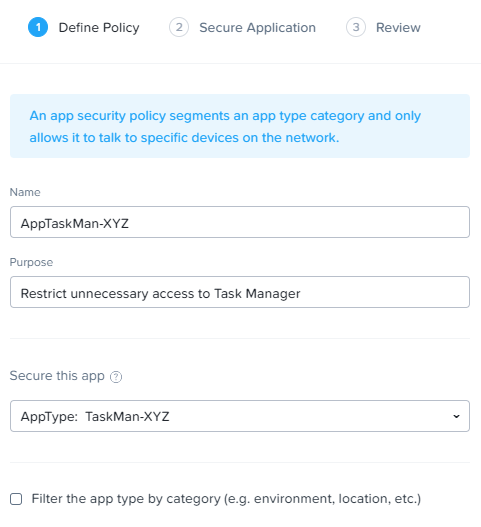 1 Define Policy 2 Secure Application 3 Review
An app security policy segments an app type category and only
allows it to talk to specific devices on the network.
Name
AppTaskMan-XYZ
Purpose
Restrict unnecessary access to Task Manager
Secure this app ?
AppType: TaskMan-XYZ
Filter the app type by category (e.g. environment, location, etc.)